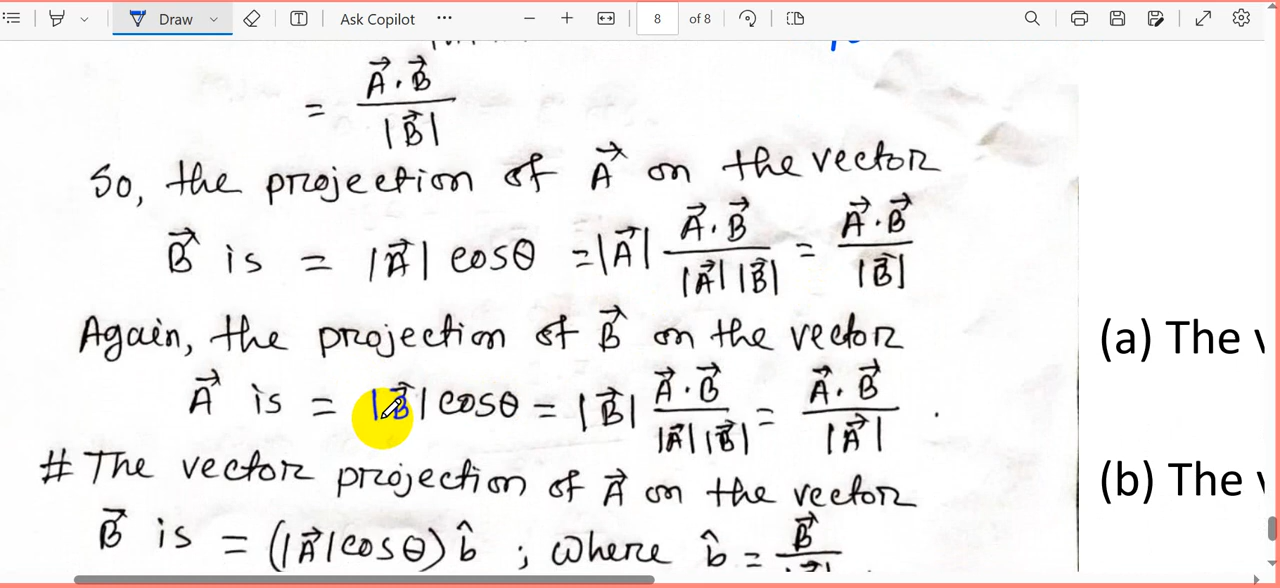 Draw Ask Copilot ... 8 of 8
= A⃗.B⃗ / |B⃗|
So, the projection of A⃗ on the vector
B⃗ is = |A⃗| cosθ = |A⃗| A⃗.B⃗ / |A⃗||B⃗| = A⃗.B⃗ / |B⃗|
Again, the projection of B⃗ on the vector
A⃗ is = |B⃗| cosθ = |B⃗| A⃗.B⃗ / |A⃗||B⃗| = A⃗.B⃗ / |A⃗| .
# The vector projection of A⃗ on the vector
B⃗ is = (|A⃗|cosθ) b̂ ; where b̂ = B⃗
(a) The
(b) The